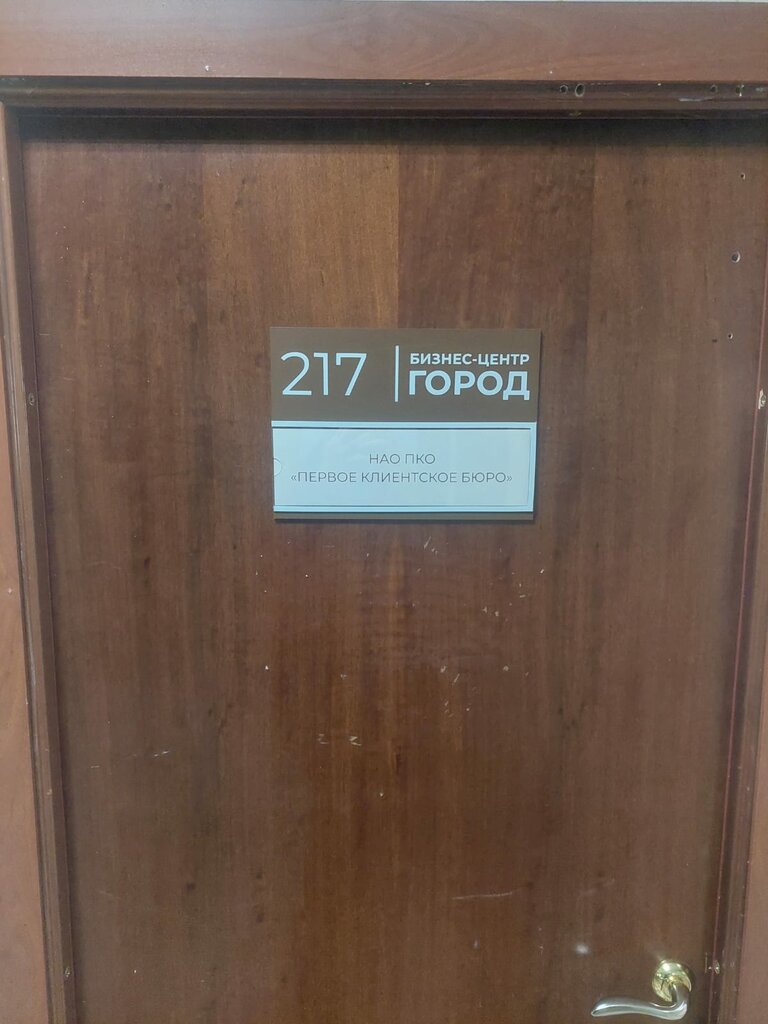 217
БИЗНЕС-ЦЕНТР
ГОРОД
НАО ПКО
«ПЕРВОЕ КЛИЕНТСКОЕ БЮРО»